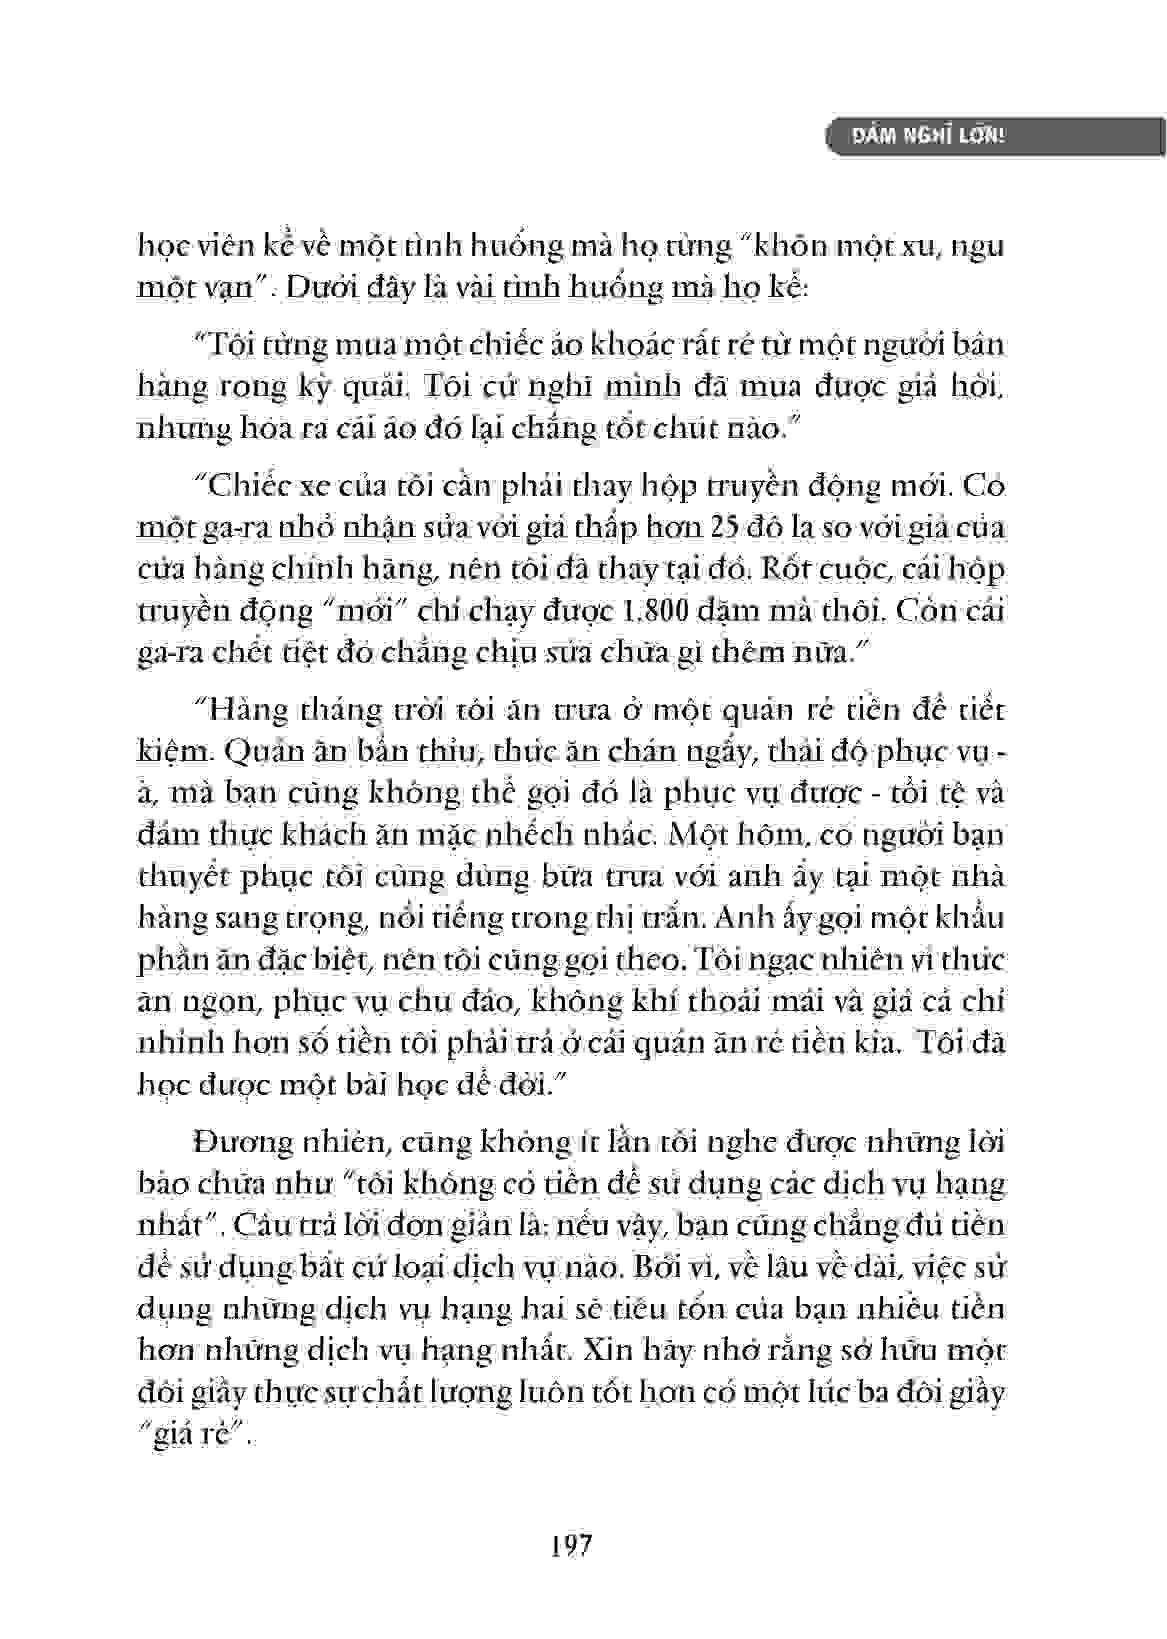 DÁM NGHĨ LỚN!
học viên kể về một tình huống mà họ từng “khôn một xu, ngu
một vạn”. Dưới đây là vài tình huống mà họ kể:
“Tôi từng mua một chiếc áo khoác rất rẻ từ một người bán
hàng rong kỳ quái. Tôi cứ nghĩ mình đã mua được giá hời,
nhưng hóa ra cái áo đó lại chẳng tốt chút nào.”
“Chiếc xe của tôi cần phải thay hộp truyền động mới. Có
một ga-ra nhỏ nhận sửa với giá thấp hơn 25 đô la so với giá của
cửa hàng chính hãng, nên tôi đã thay tại đó. Rốt cuộc, cái hộp
truyền động “mới” chỉ chạy được 1.800 dặm mà thôi. Còn cái
ga-ra chết tiệt đó chẳng chịu sửa chữa gì thêm nữa.”
“Hàng tháng trời tôi ăn trưa ở một quán rẻ tiền để tiết
kiệm. Quán ăn bẩn thỉu, thức ăn chán ngấy, thái độ phục vụ -
à, mà bạn cũng không thể gọi đó là phục vụ được - tồi tệ và
đám thực khách ăn mặc nhếch nhác. Một hôm, có người bạn
thuyết phục tôi cùng dùng bữa trưa với anh ấy tại một nhà
hàng sang trọng, nổi tiếng trong thị trấn. Anh ấy gọi một khẩu
phần ăn đặc biệt, nên tôi cũng gọi theo. Tôi ngạc nhiên vì thức
ăn ngon, phục vụ chu đáo, không khí thoải mái và giá cả chỉ
nhỉnh hơn số tiền tôi phải trả ở cái quán ăn rẻ tiền kia. Tôi đã
học được một bài học để đời.”
Đương nhiên, cũng không ít lần tôi nghe được những lời
bào chữa như “tôi không có tiền để sử dụng các dịch vụ hạng
nhất”. Câu trả lời đơn giản là: nếu vậy, bạn cũng chẳng đủ tiền
để sử dụng bất cứ loại dịch vụ nào. Bởi vì, về lâu về dài, việc sử
dụng những dịch vụ hạng hai sẽ tiêu tốn của bạn nhiều tiền
hơn những dịch vụ hạng nhất. Xin hãy nhớ rằng sở hữu một
đôi giày thực sự chất lượng luôn tốt hơn có một lúc ba đôi giày
“giá rẻ”.
197